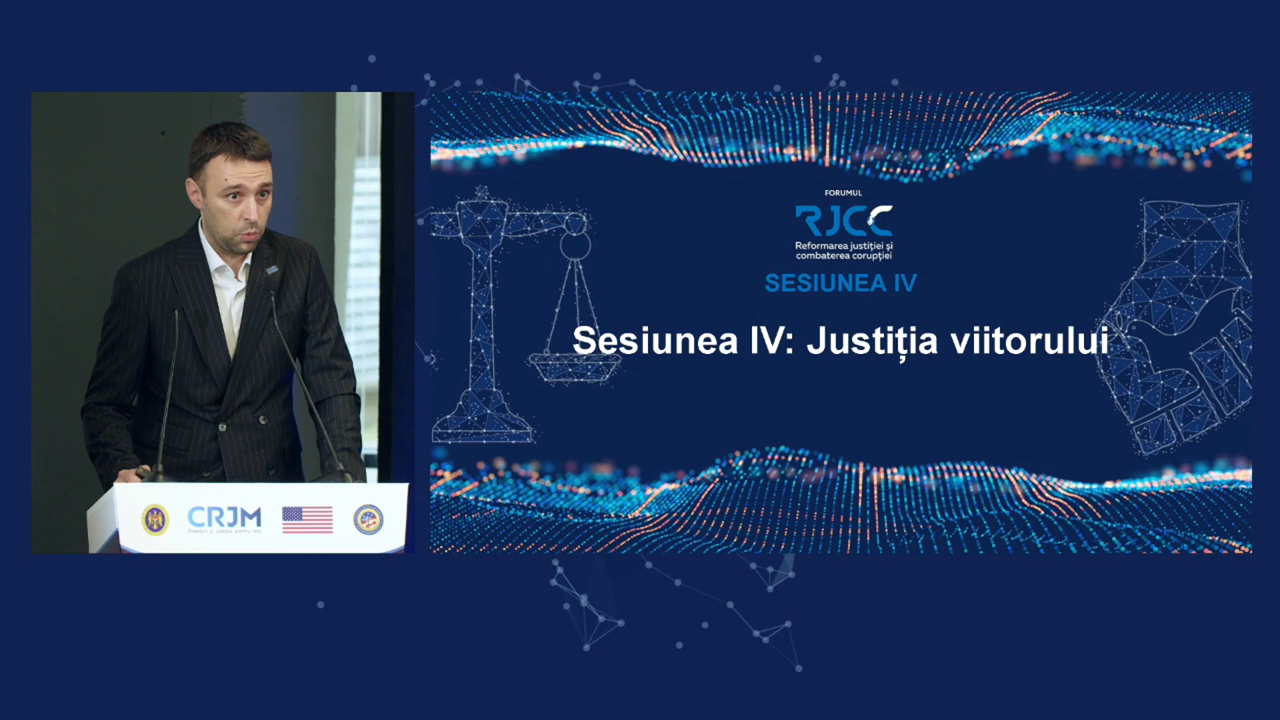 CRJM
FORUMUL
RJCC
Reformarea justiției și
combaterea corupției
SESIUNEA IV
Sesiunea IV: Justiția viitorului